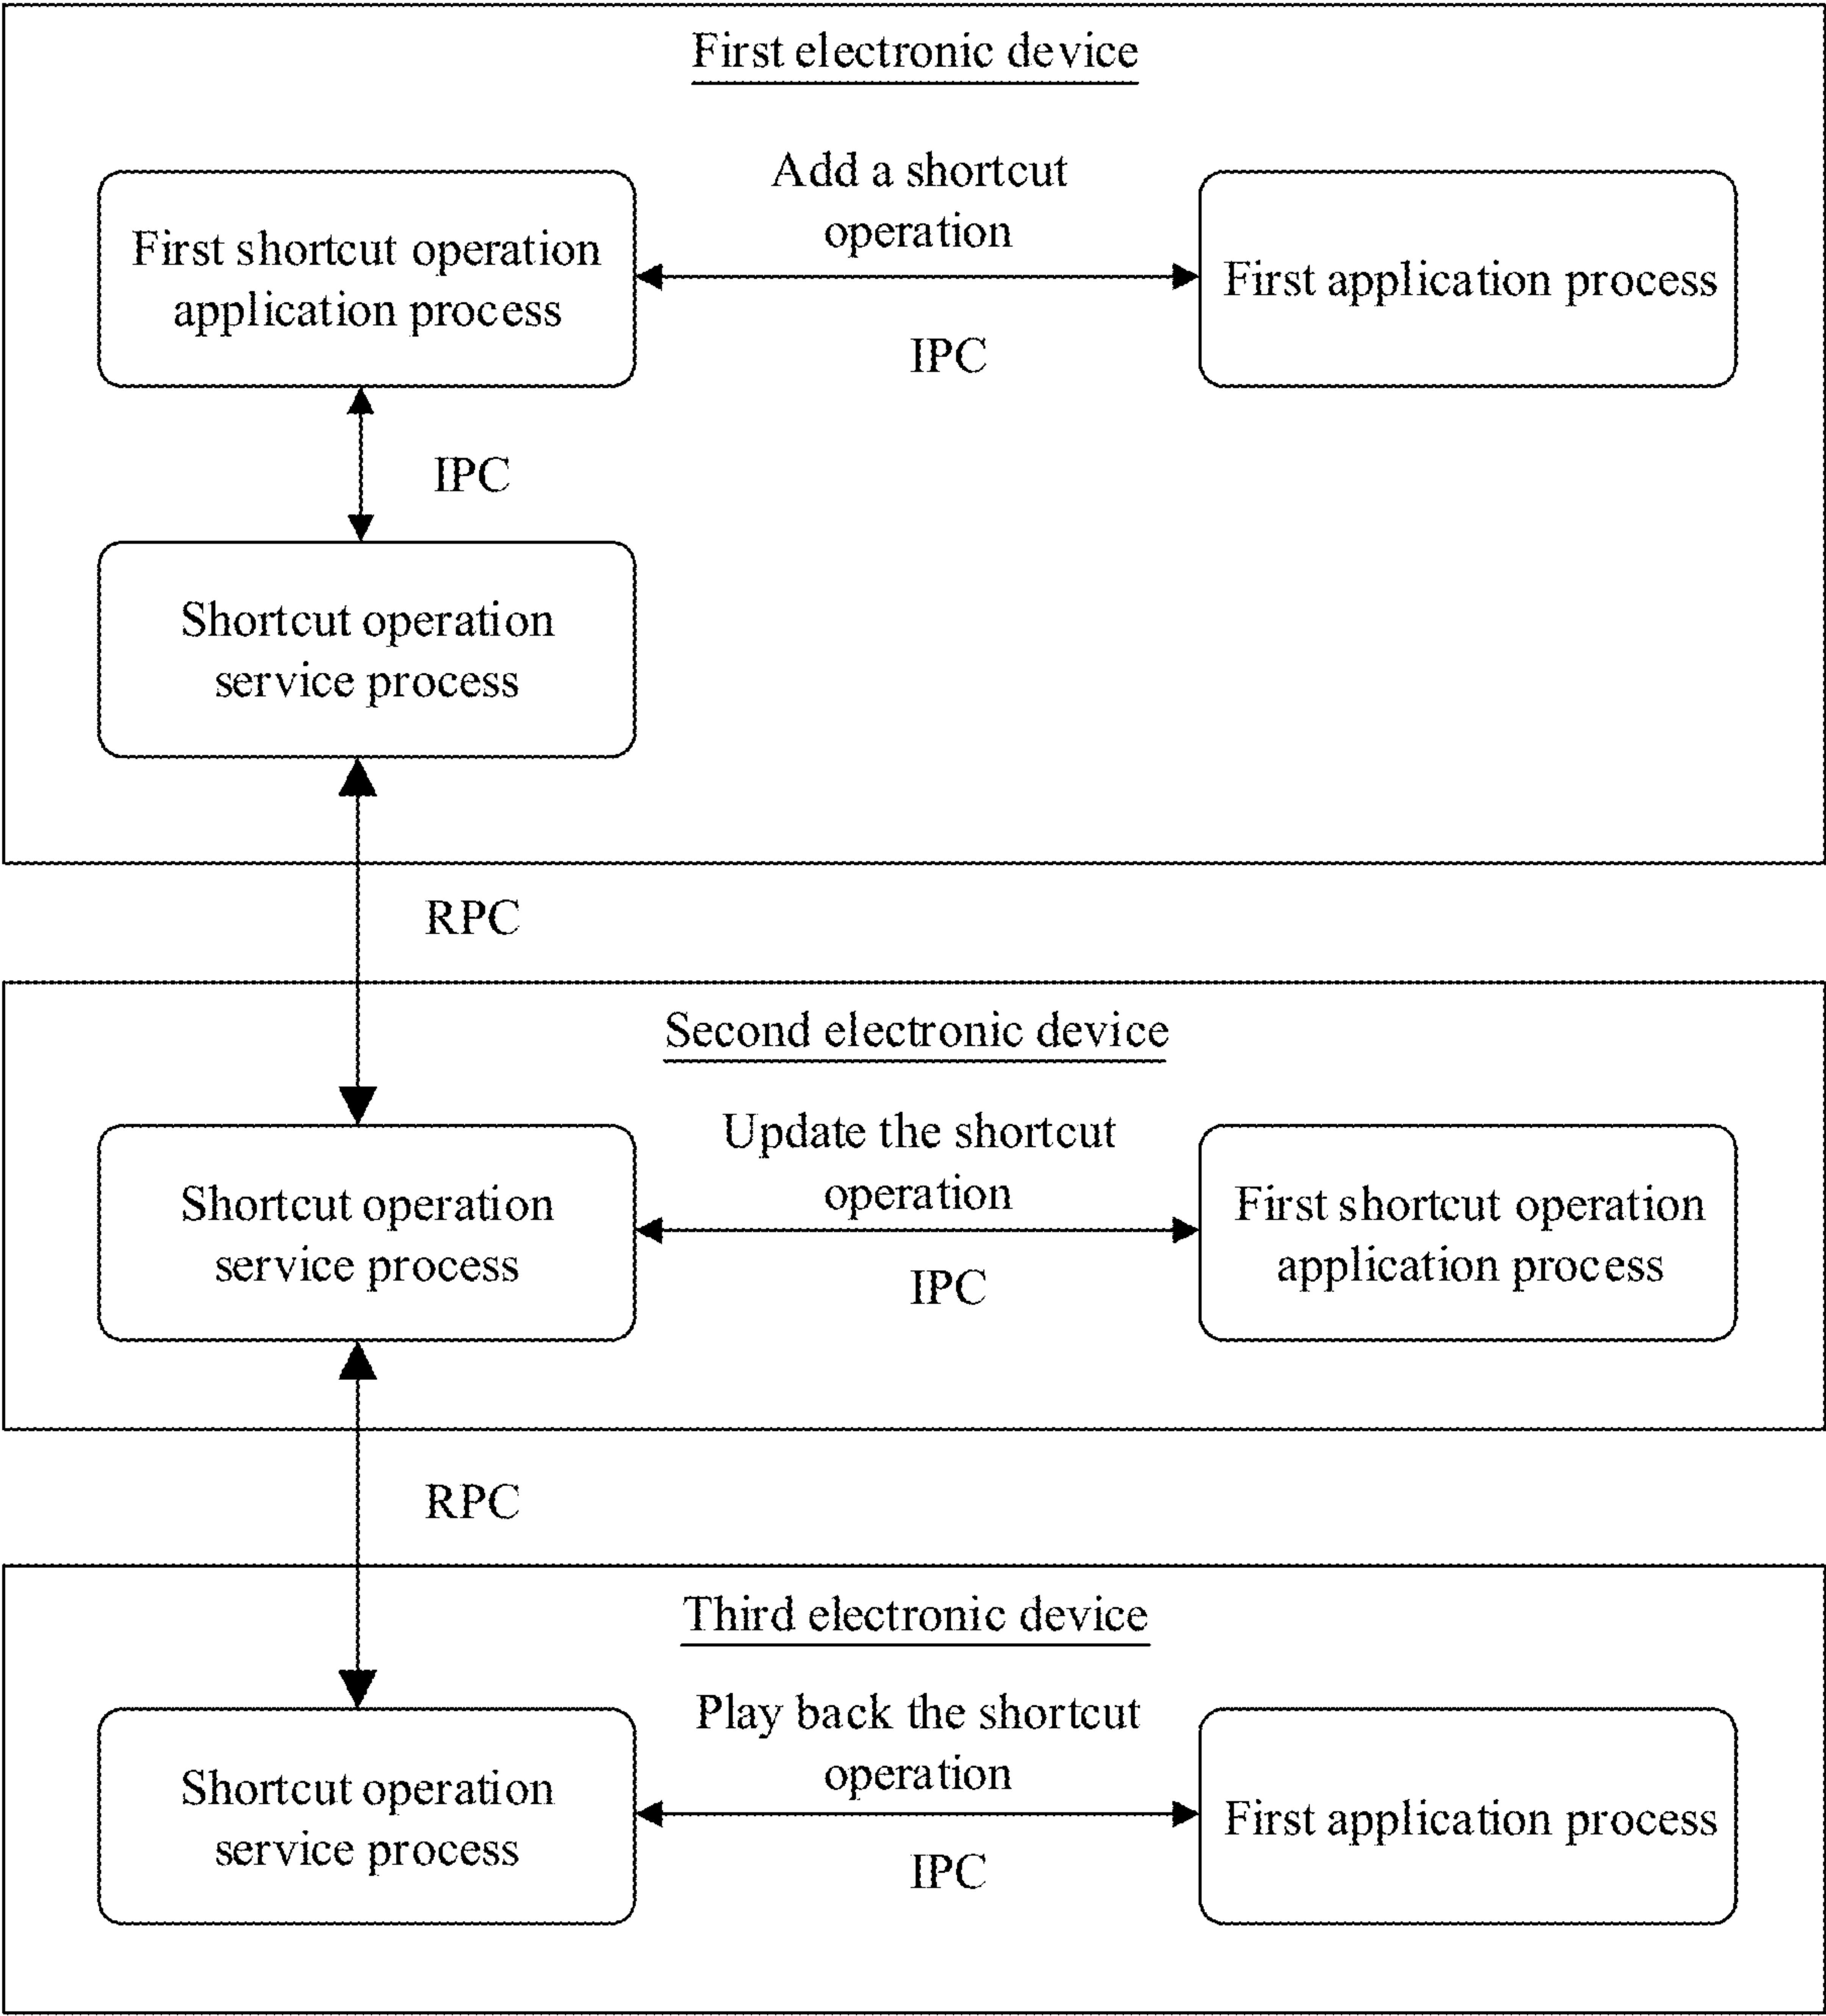 First electronic device
Add a shortcut
operation
First shortcut operation
application process
IPC
First application process
IPC
Shortcut operation
service process
RPC
Second electronic device
Update the shortcut
operation
Shortcut operation
service process
IPC
First shortcut operation
application process
RPC
Third electronic device
Play back the shortcut
operation
Shortcut operation
service process
IPC
First application process